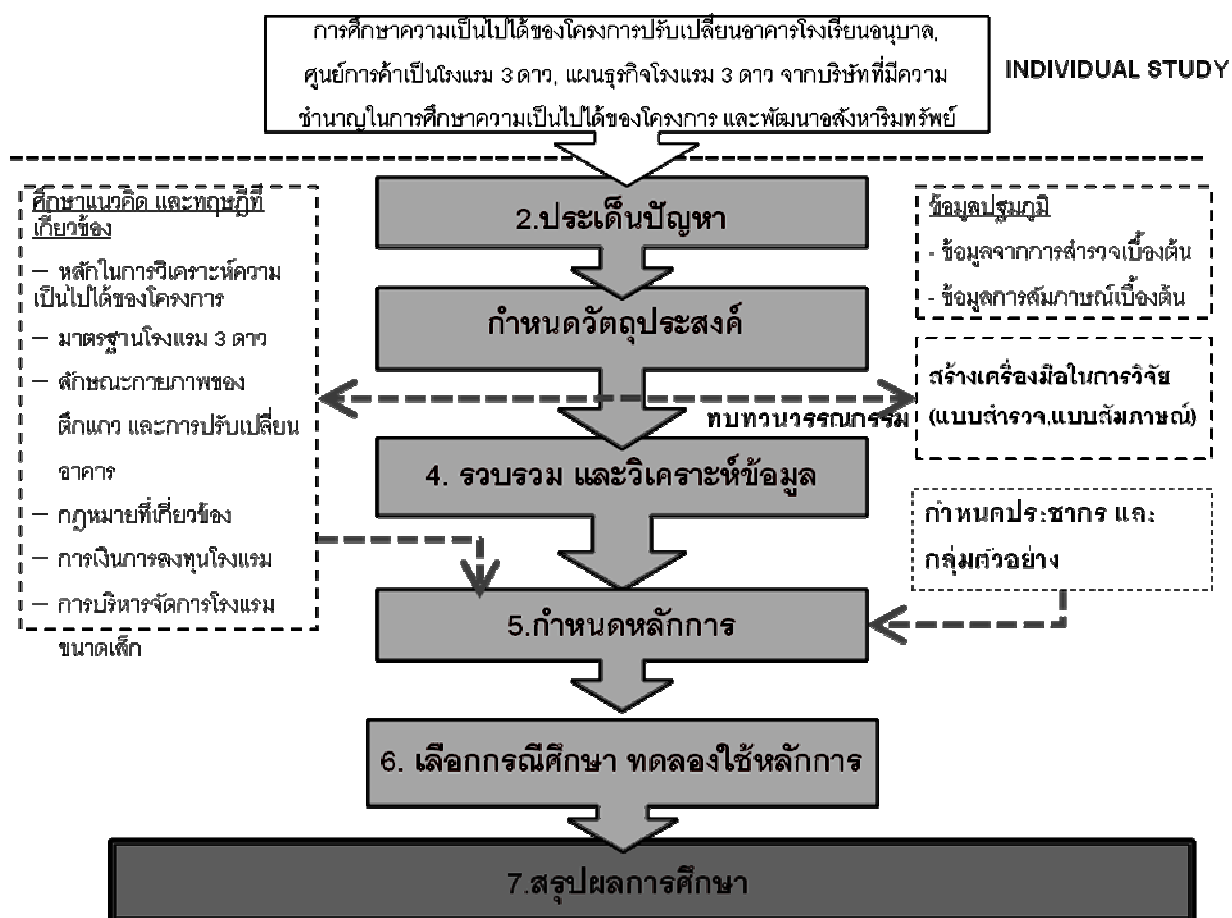 การศึกษาความเป็นไปได้ของโครงการปรับเปลี่ยนอาคารโรงเรียนอนุบาล,
ศูนย์การค้าเป็นโรงแรม 3 ดาว, แผนธุรกิจโรงแรม 3 ดาว จากบริษัทที่มีความ
ชำนาญในการศึกษาความเป็นไปได้ของโครงการ และพัฒนาอสังหาริมทรัพย์
INDIVIDUAL STUDY
2.ประเด็นปัญหา
กำหนดวัตถุประสงค์
ศึกษาแนวคิด และทฤษฎีที่
เกี่ยวข้อง
– หลักในการวิเคราะห์ความ
เป็นไปได้ของโครงการ
– มาตรฐานโรงแรม 3 ดาว
– ลักษณะกายภาพของ
ตึกแถว และการปรับเปลี่ยน
อาคาร
– กฎหมายที่เกี่ยวข้อง
– การเงินการลงทุนโรงแรม
– การบริหารจัดการโรงแรม
ขนาดเล็ก
ข้อมูลปฐมภูมิ
- ข้อมูลจากการสำรวจเบื้องต้น
- ข้อมูลการสัมภาษณ์เบื้องต้น
สร้างเครื่องมือในการวิจัย
(แบบสำรวจ,แบบสัมภาษณ์)
ทบทวนวรรณกรรม
4. รวบรวม และวิเคราะห์ข้อมูล
กำหนดประชากร และ
กลุ่มตัวอย่าง
5.กำหนดหลักการ
6. เลือกกรณีศึกษา ทดลองใช้หลักการ
7.สรุปผลการศึกษา